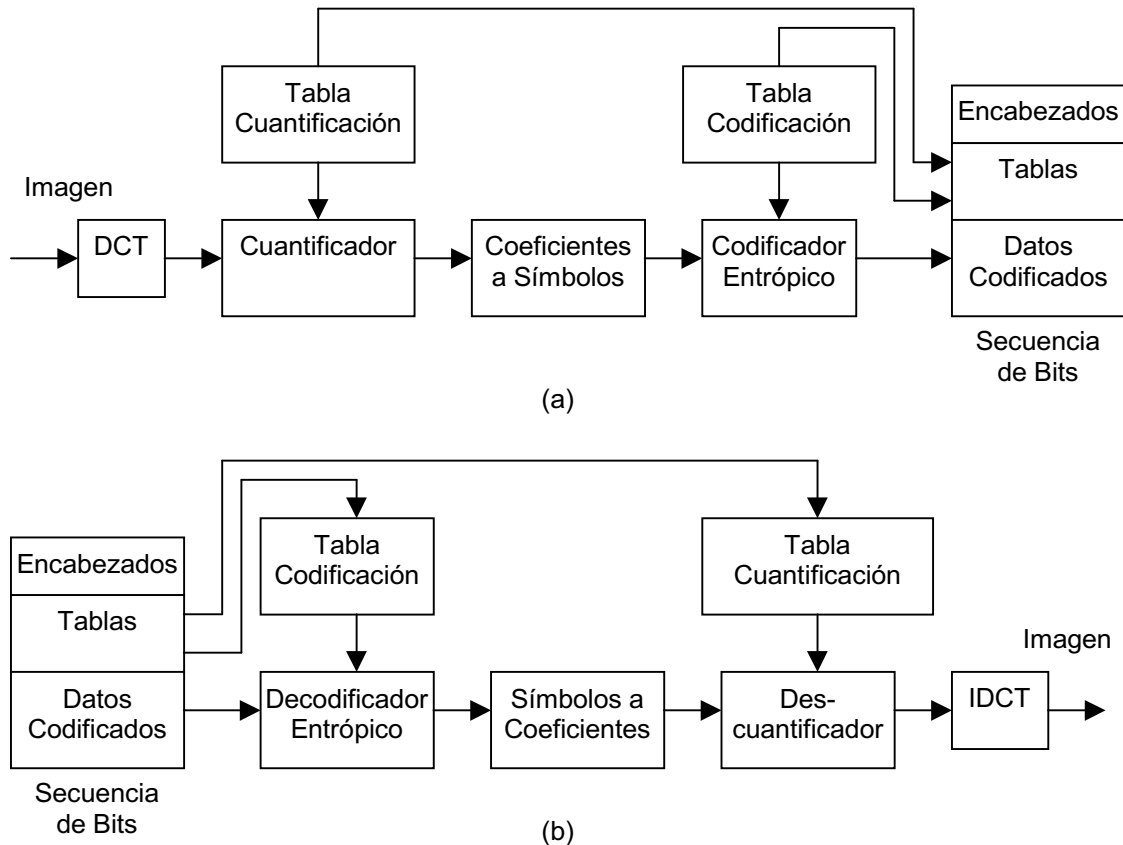 Tabla
Cuantificación
Tabla
Codificación
Encabezados
Tablas
Imagen
DCT
Cuantificador
Coeficientes
a Símbolos
Codificador
Entrópico
Datos
Codificados
Secuencia
de Bits
(a)
Encabezados
Tablas
Datos
Codificados
Secuencia
de Bits
Tabla
Codificación
Tabla
Cuantificación
Decodificador
Entrópico
Símbolos a
Coeficientes
Des-
cuantificador
Imagen
IDCT
(b)